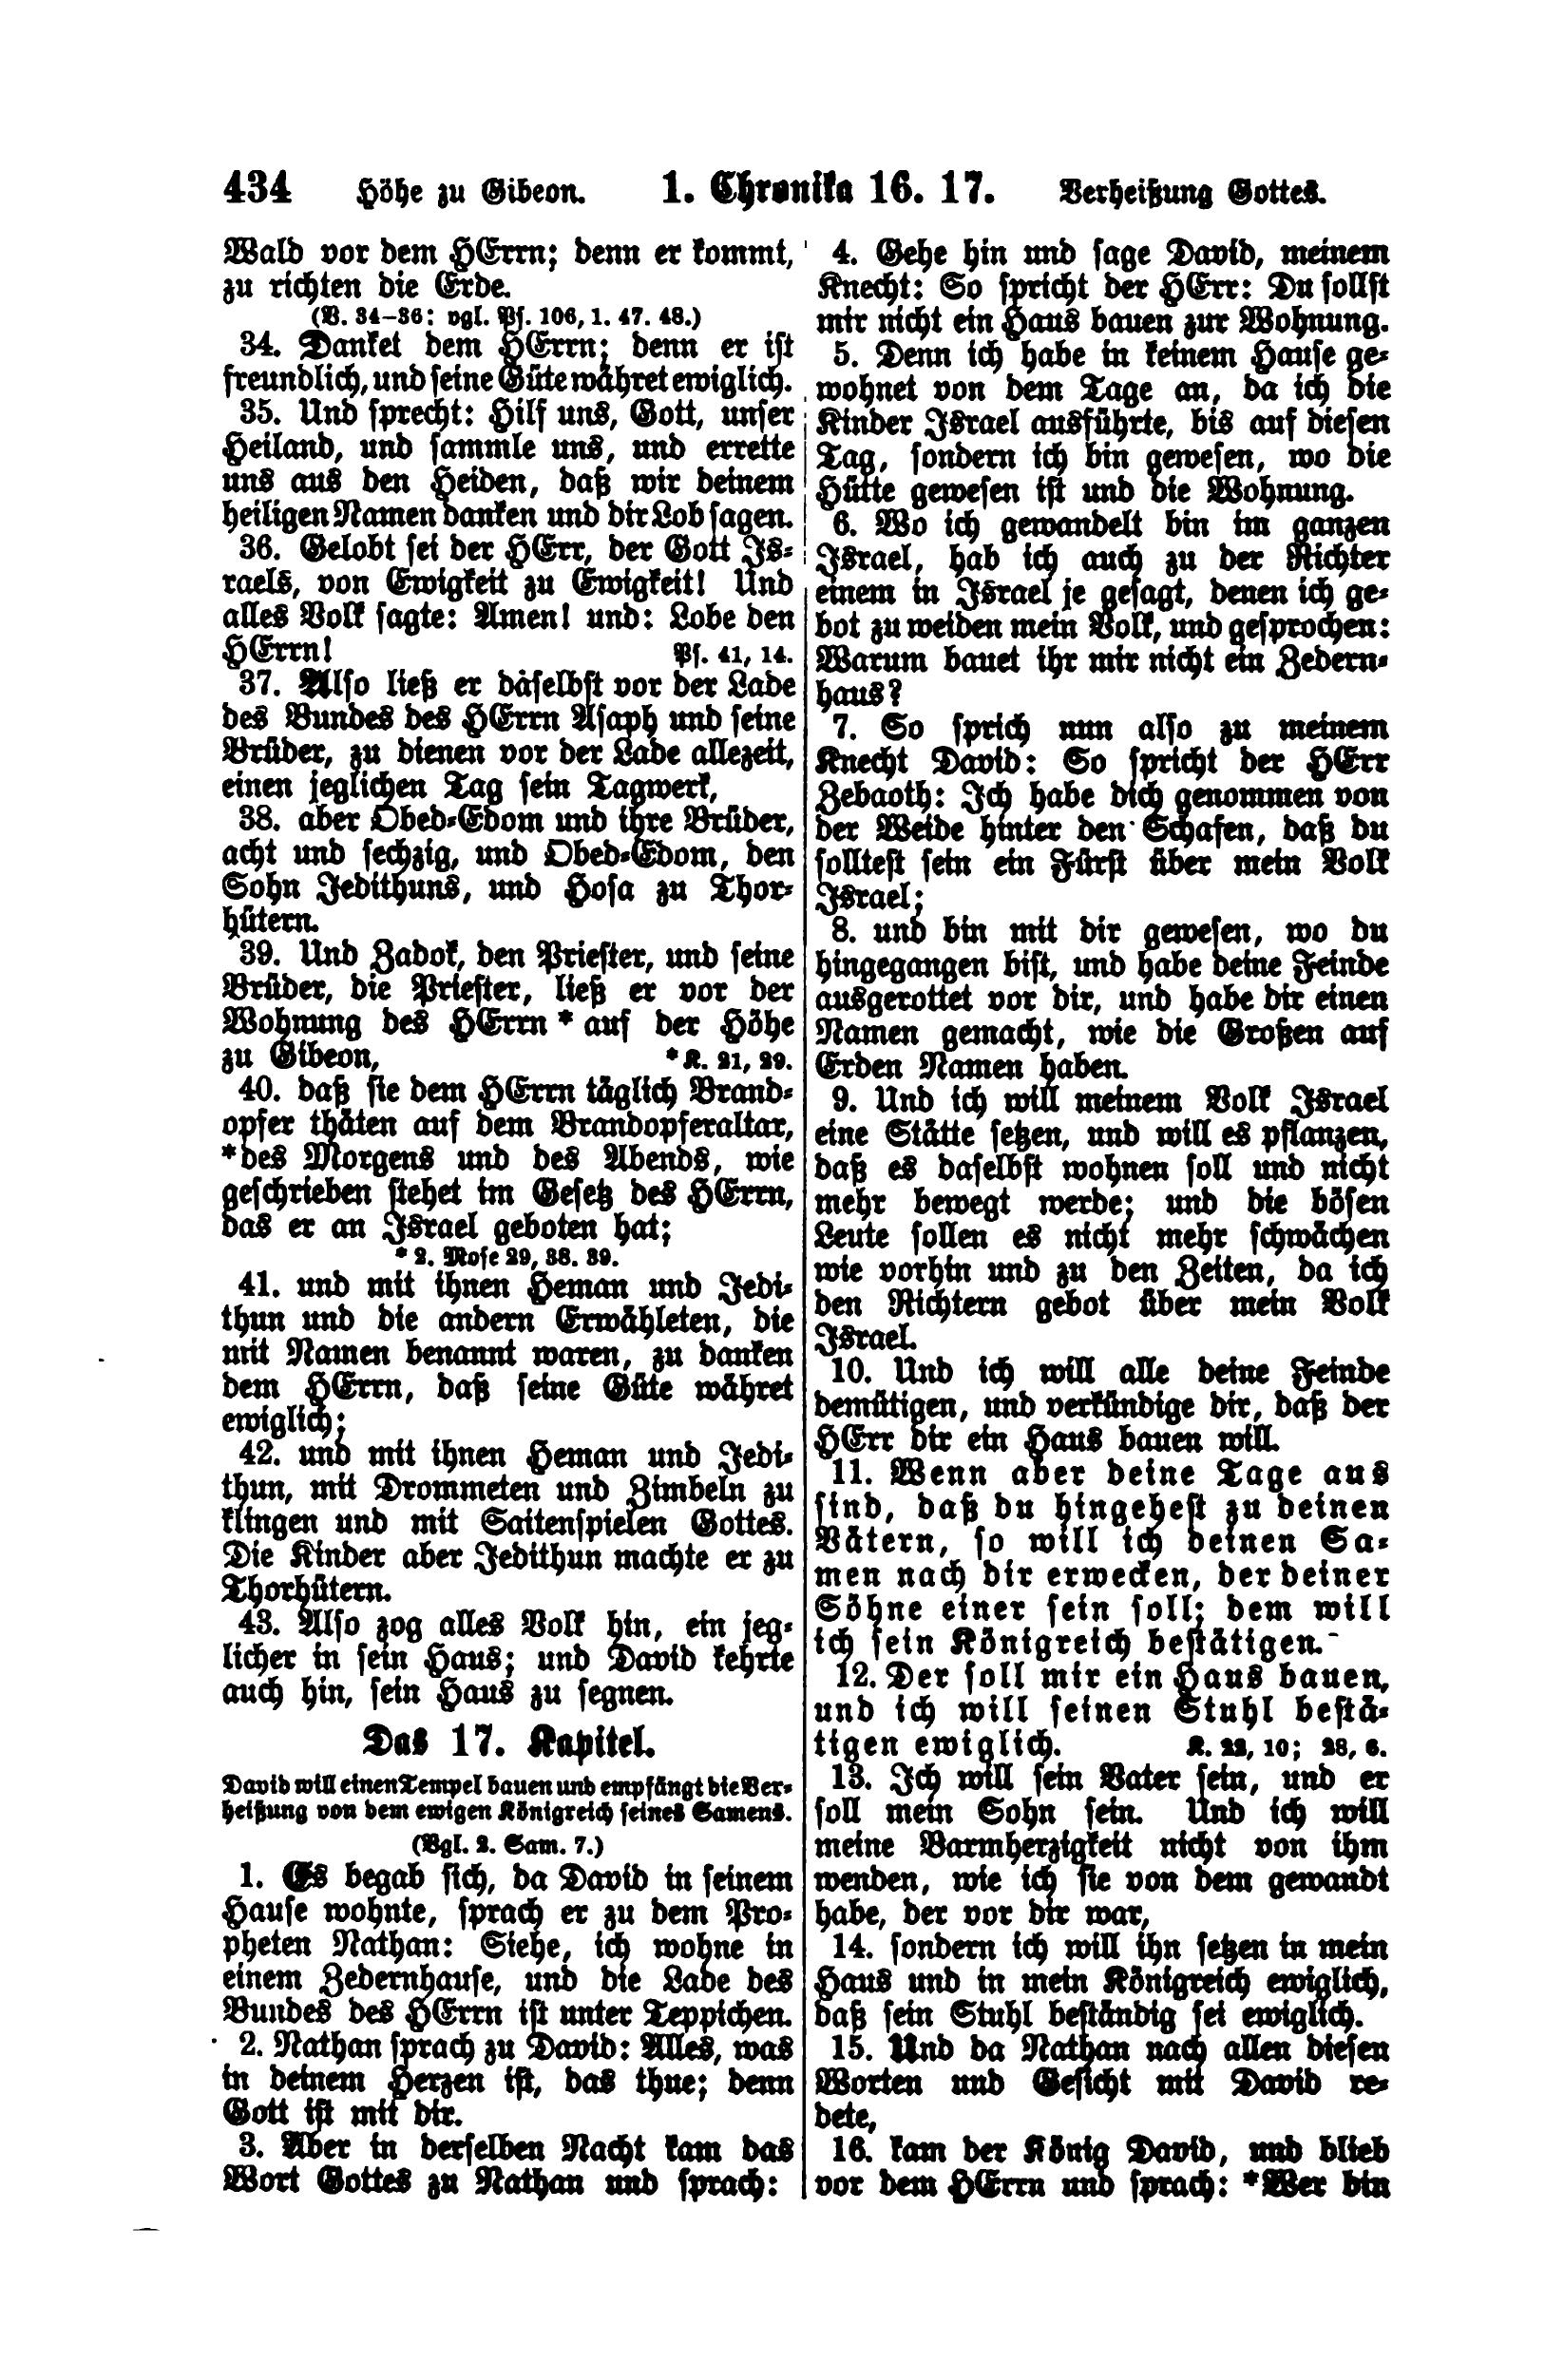 434 Höhe zu Gibeon. 1. Chronika 16. 17. Verheißung Gottes.
Wald vor dem HErrn; denn er kommt,
zu richten die Erde.
(V. 34-36: vgl. Ps. 106, 1. 47. 48.)
34. Danket dem HErrn; denn er ist
freundlich, und seine Güte währet ewiglich.
35. Und sprecht: Hilf uns, Gott, unser
Heiland, und sammle uns, und errette
uns aus den Heiden, daß wir deinem
heiligen Namen danken und dir Lob sagen.
36. Gelobt sei der HErr, der Gott Is-
raels, von Ewigkeit zu Ewigkeit! Und
alles Volk sagte: Amen! und: Lobe den
HErrn! Ps. 41, 14.
37. Also ließ er daselbst vor der Lade
des Bundes des HErrn Asaph und seine
Brüder, zu dienen vor der Lade allezeit,
einen jeglichen Tag sein Tagwerk,
38. aber Obed-Edom und ihre Brüder,
acht und sechzig, und Obed-Edom, den
Sohn Jedithuns, und Hosa zu Thor-
hütern.
39. Und Zadok, den Priester, und seine
Brüder, die Priester, ließ er vor der
Wohnung des HErrn * auf der Höhe
zu Gibeon, * K. 21, 29.
40. daß sie dem HErrn täglich Brand-
opfer thäten auf dem Brandopferaltar,
*des Morgens und des Abends, wie
geschrieben stehet im Gesetz des HErrn,
das er an Israel geboten hat;
* 2. Mose 29, 38. 39.
41. und mit ihnen Heman und Jedi-
thun und die andern Erwähleten, die
mit Namen benannt waren, zu danken
dem HErrn, daß seine Güte währet
ewiglich;
42. und mit ihnen Heman und Jedi-
thun, mit Drommeten und Zimbeln zu
klingen und mit Saitenspielen Gottes.
Die Kinder aber Jedithun machte er zu
Thorhütern.
43. Also zog alles Volk hin, ein jeg-
licher in sein Haus; und David kehrte
auch hin, sein Haus zu segnen.
Das 17. Kapitel.
David will einen Tempel bauen und empfängt die Ver-
heißung von dem ewigen Königreich seines Samens.
(Vgl. 2. Sam. 7.)
1. Es begab sich, da David in seinem
Hause wohnte, sprach er zu dem Pro-
pheten Nathan: Siehe, ich wohne in
einem Zedernhause, und die Lade des
Bundes des HErrn ist unter Teppichen.
2. Nathan sprach zu David: Alles, was
in deinem Herzen ist, das thue; denn
Gott ist mit dir.
3. Aber in derselben Nacht kam das
Wort Gottes zu Nathan und sprach:
4. Gehe hin und sage David, meinem
Knecht: So spricht der HErr: Du sollst
mir nicht ein Haus bauen zur Wohnung.
5. Denn ich habe in keinem Hause ge-
wohnet von dem Tage an, da ich die
Kinder Israel ausführte, bis auf diesen
Tag, sondern ich bin gewesen, wo die
Hütte gewesen ist und die Wohnung.
6. Wo ich gewandelt bin im ganzen
Israel, hab ich auch zu der Richter
einem in Israel je gesagt, denen ich ge-
bot zu weiden mein Volk, und gesprochen:
Warum bauet ihr mir nicht ein Zedern-
haus?
7. So sprich nun also zu meinem
Knecht David: So spricht der HErr
Zebaoth: Ich habe dich genommen von
der Weide hinter den Schafen, daß du
solltest sein ein Fürst über mein Volk
Israel;
8. und bin mit dir gewesen, wo du
hingegangen bist, und habe deine Feinde
ausgerottet vor dir, und habe dir einen
Namen gemacht, wie die Großen auf
Erden Namen haben.
9. Und ich will meinem Volk Israel
eine Stätte setzen, und will es pflanzen,
daß es daselbst wohnen soll und nicht
mehr bewegt werde; und die bösen
Leute sollen es nicht mehr schwächen
wie vorhin und zu den Zeiten, da ich
den Richtern gebot über mein Volk
Israel.
10. Und ich will alle deine Feinde
demütigen, und verkündige dir, daß der
HErr dir ein Haus bauen will.
11. Wenn aber deine Tage aus
sind, daß du hingehest zu deinen
Vätern, so will ich deinen Sa-
men nach dir erwecken, der deiner
Söhne einer sein soll; dem will
ich sein Königreich bestätigen.
12. Der soll mir ein Haus bauen,
und ich will seinen Stuhl bestä-
tigen ewiglich. K. 22, 10; 28, 6.
13. Ich will sein Vater sein, und er
soll mein Sohn sein. Und ich will
meine Barmherzigkeit nicht von ihm
wenden, wie ich sie von dem gewandt
habe, der vor dir war,
14. sondern ich will ihn setzen in mein
Haus und in mein Königreich ewiglich,
daß sein Stuhl beständig sei ewiglich.
15. Und da Nathan nach allen diesen
Worten und Gesicht mit David re-
dete,
16. kam der König David, und blieb
vor dem HErrn und sprach: *Wer bin